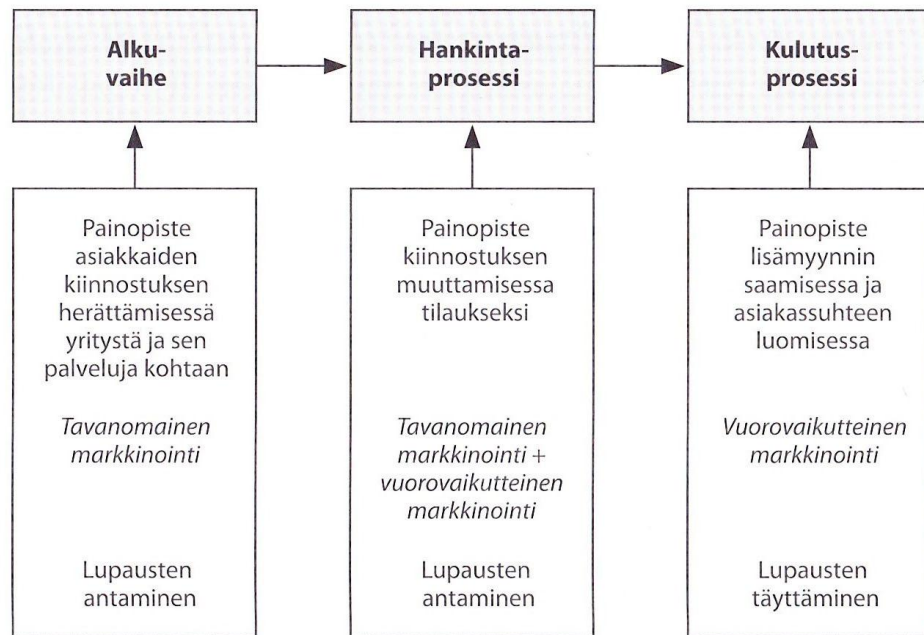 Alku-
vaihe
Hankinta-
prosessi
Kulutus-
prosessi
Painopiste
asiakkaiden
kiinnostuksen
herättämisessä
yritystä ja sen
palveluja kohtaan
Tavanomainen
markkinointi
Lupausten
antaminen
Painopiste
kiinnostuksen
muuttamisessa
tilaukseksi
Tavanomainen
markkinointi +
vuorovaikutteinen
markkinointi
Lupausten
antaminen
Painopiste
lisämyynnin
saamisessa ja
asiakassuhteen
luomisessa
Vuorovaikutteinen
markkinointi
Lupausten
täyttäminen